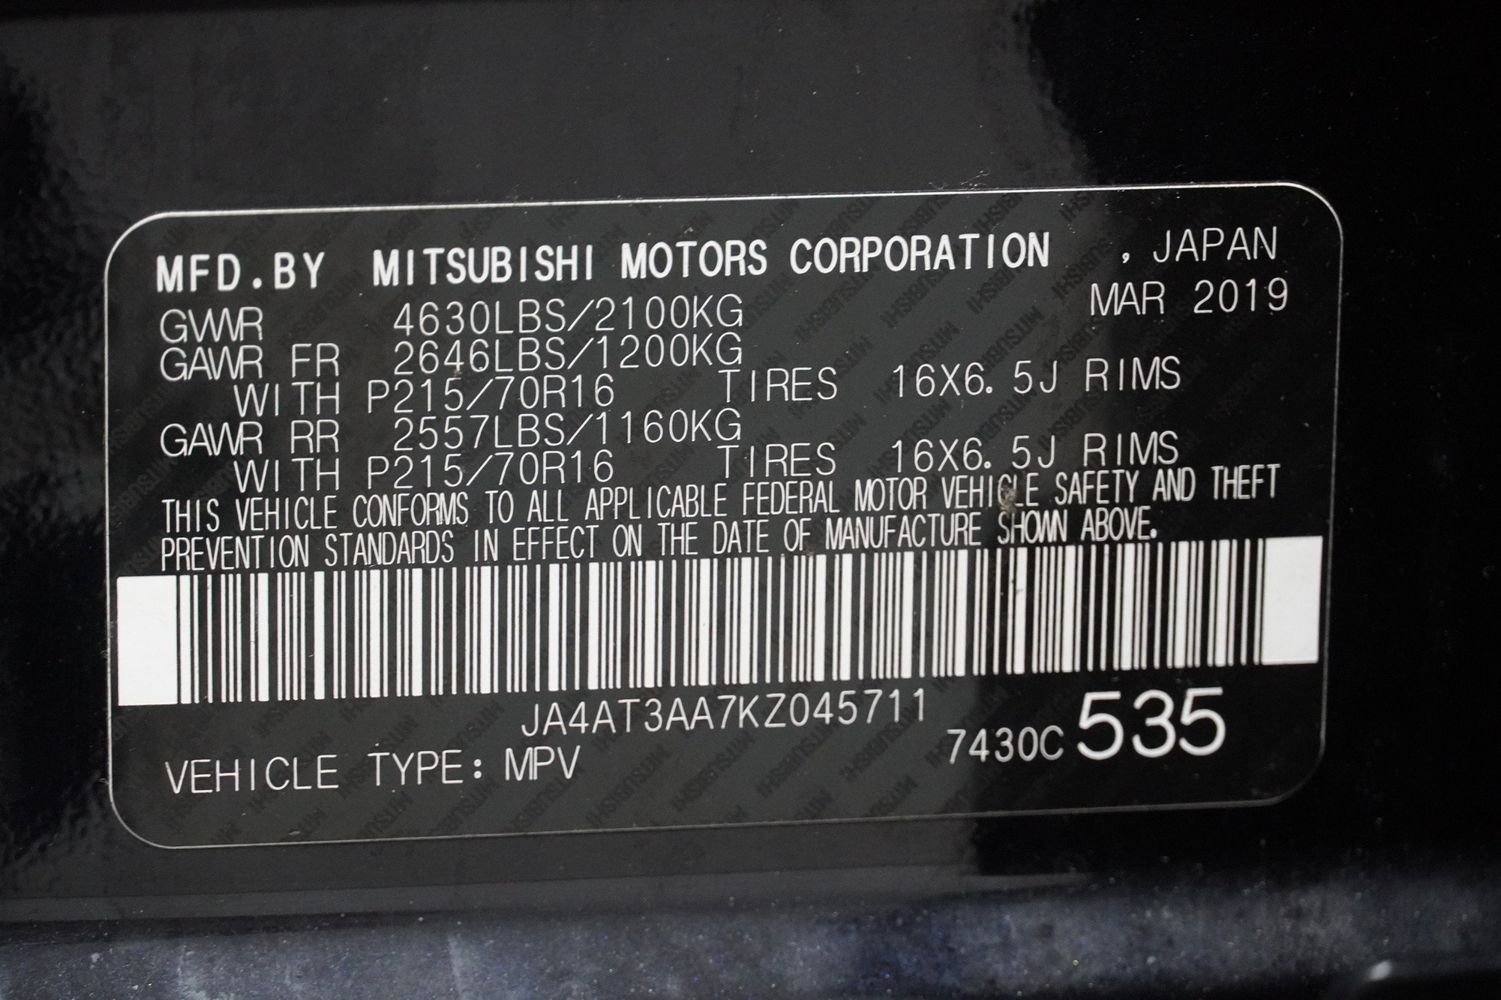 MFD.BY MITSUBISHI MOTORS CORPORATION , JAPAN
GVWR 4630LBS/2100KG MAR 2019
GAWR FR 2646LBS/1200KG
WITH P215/70R16 TIRES 16X6.5J RIMS
GAWR RR 2557LBS/1160KG
WITH P215/70R16 TIRES 16X6.5J RIMS
THIS VEHICLE CONFORMS TO ALL APPLICABLE FEDERAL MOTOR VEHICLE SAFETY AND THEFT
PREVENTION STANDARDS IN EFFECT ON THE DATE OF MANUFACTURE SHOWN ABOVE.
JA4AT3AA7KZ045711
7430C 535
VEHICLE TYPE: MPV